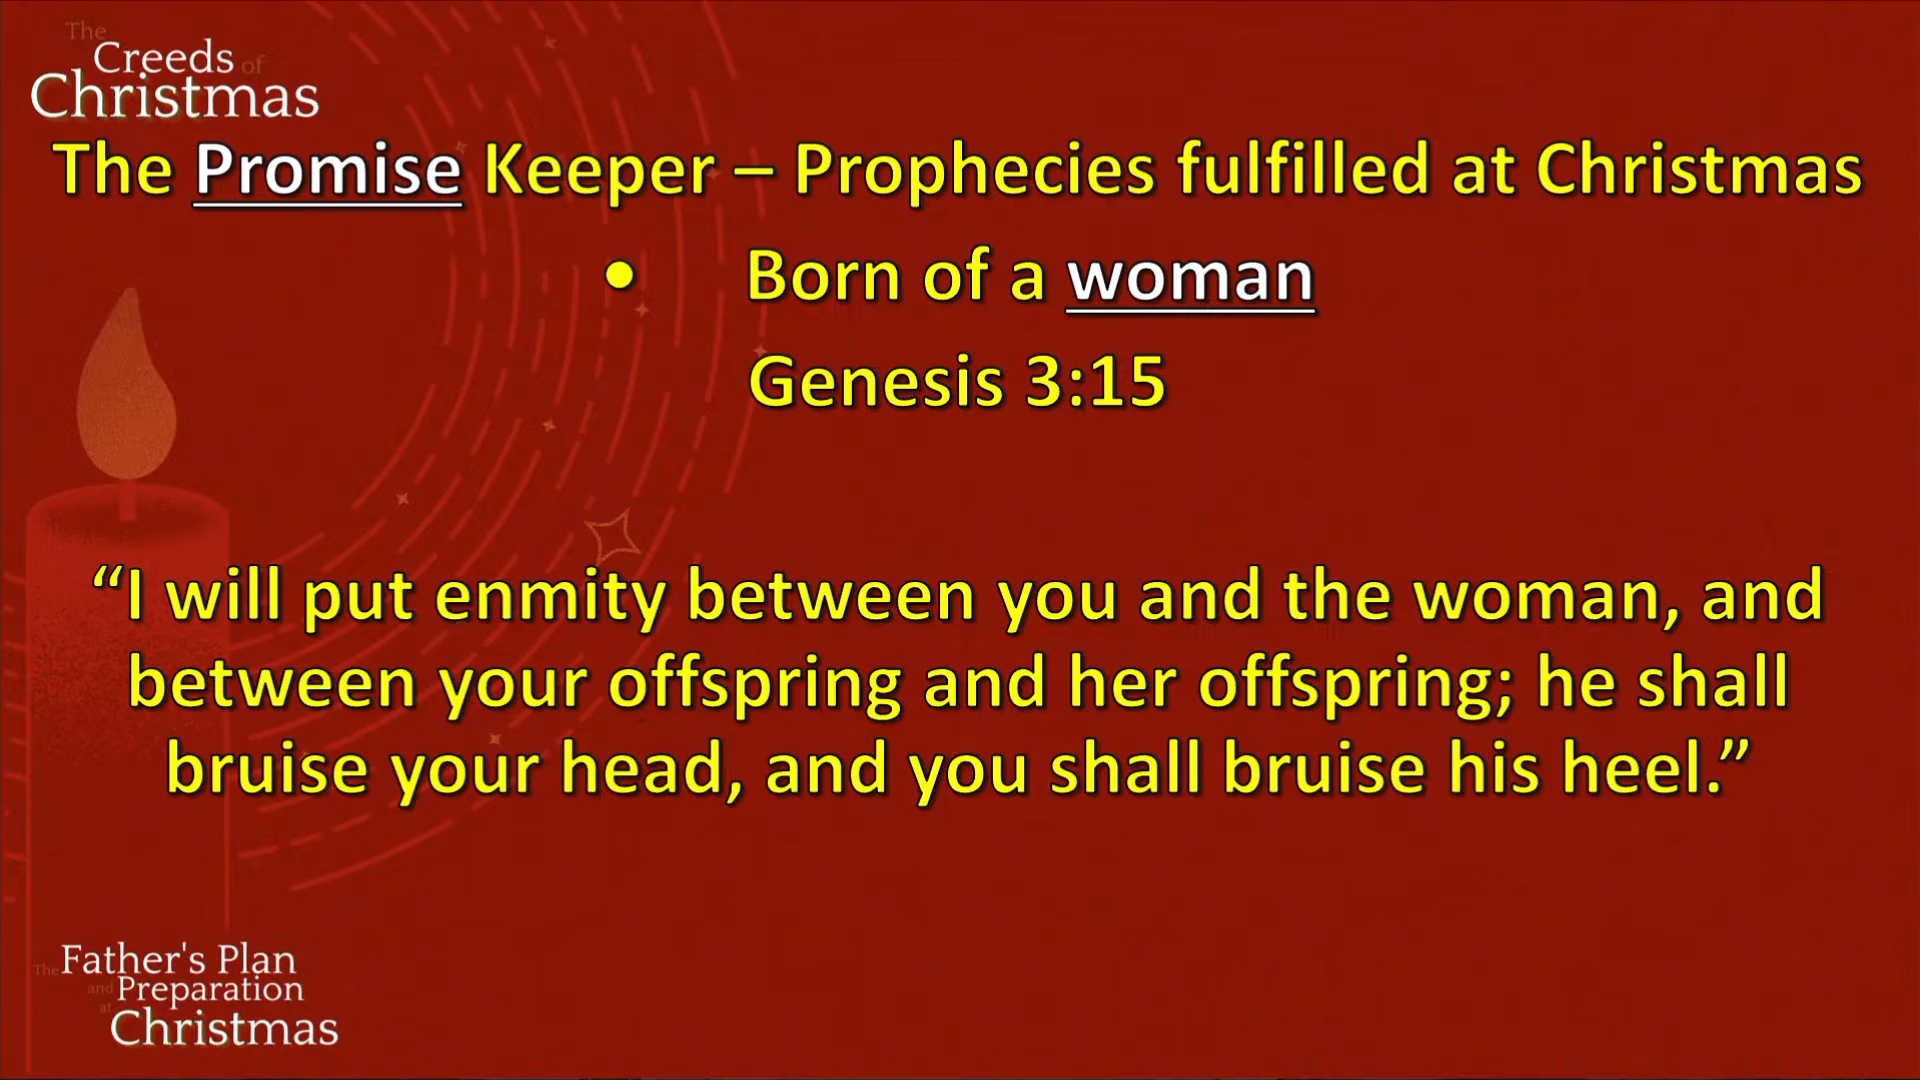 The
Creeds of
Christmas
The Promise Keeper – Prophecies fulfilled at Christmas
• Born of a woman
Genesis 3:15
“I will put enmity between you and the woman, and
between your offspring and her offspring; he shall
bruise your head, and you shall bruise his heel.”
The Father's Plan
and Preparation
at Christmas